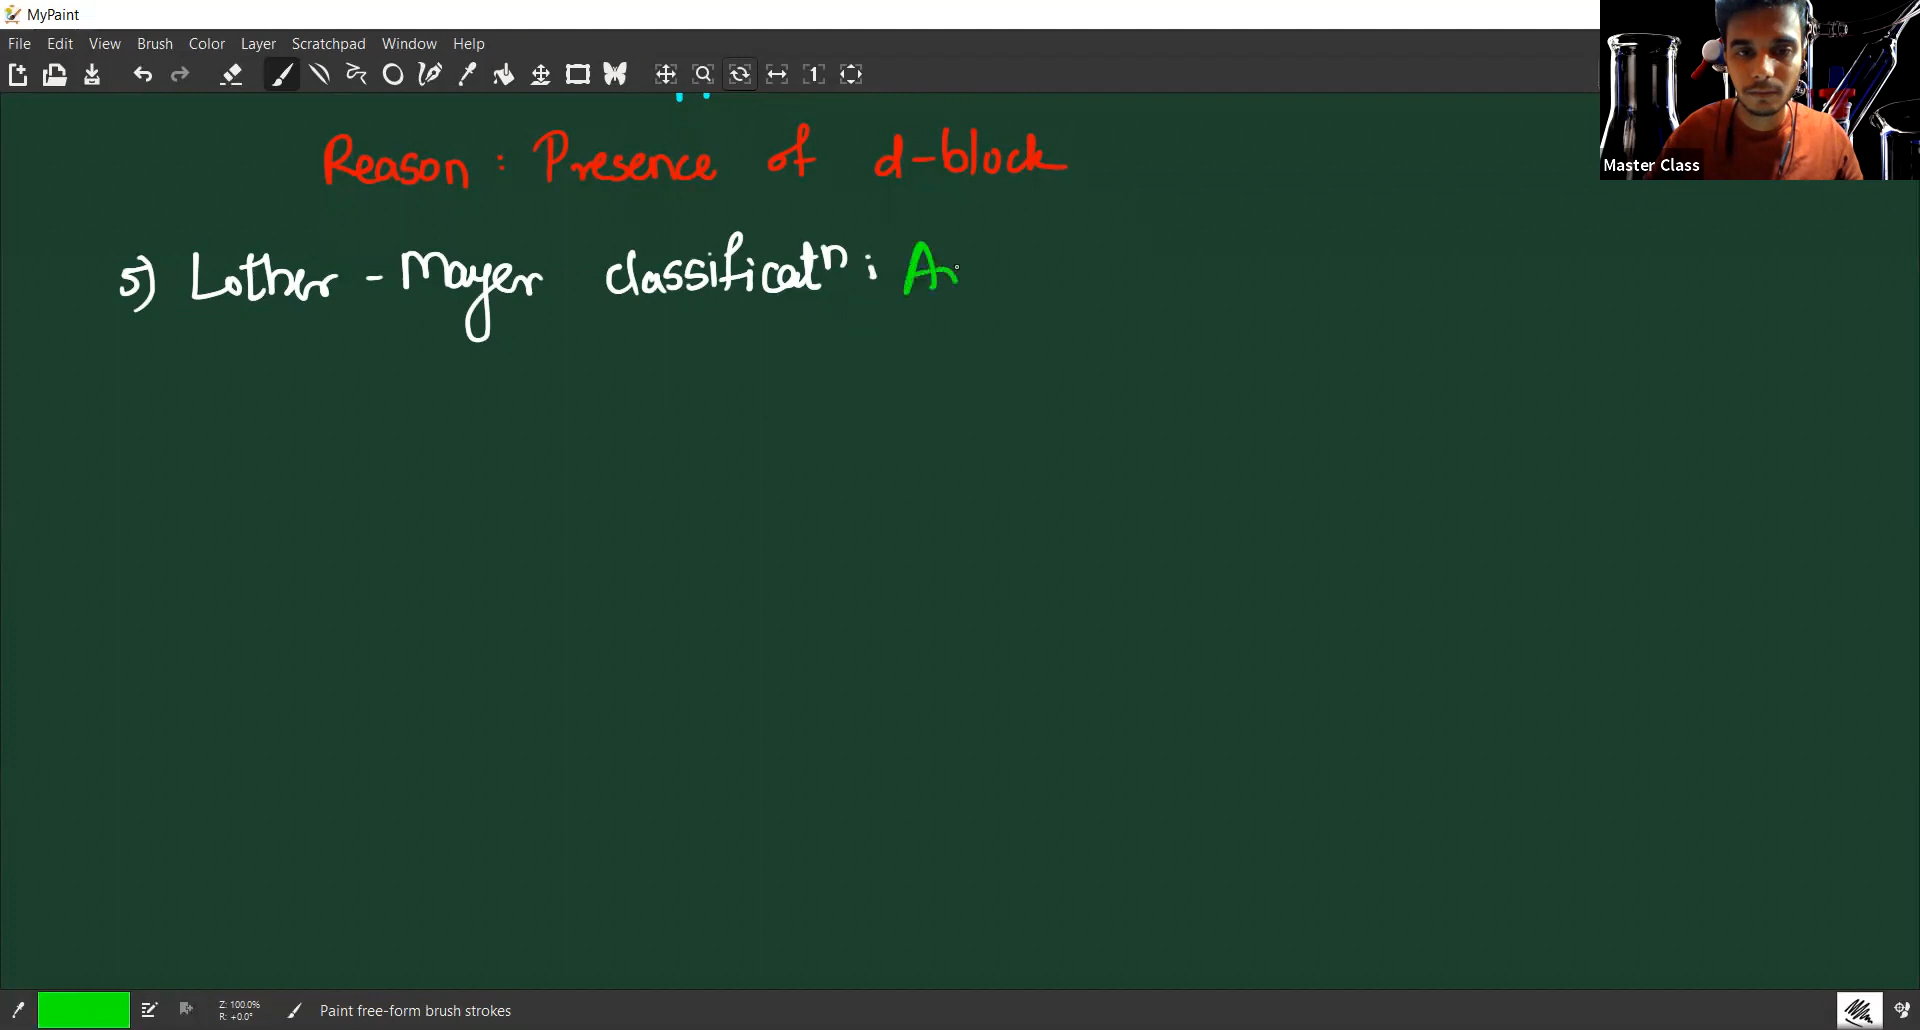 MyPaint
File Edit View Brush Color Layer Scratchpad Window Help
Master Class
Reason : Presence of d-block
5) Lother - Mayer classificatⁿ : A
Z: 100.0%
R: +0.0°
Paint free-form brush strokes